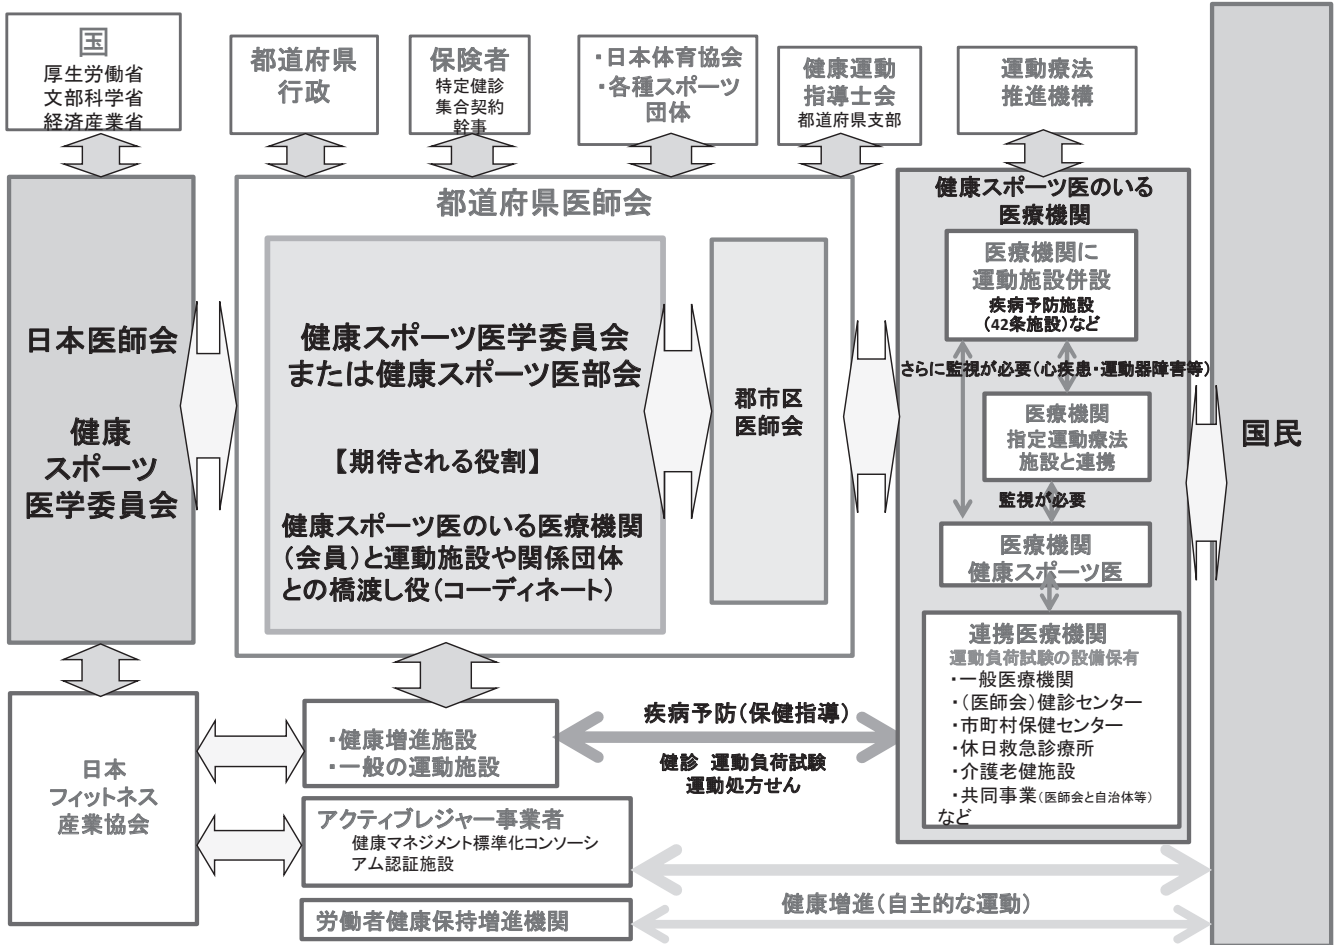 国
厚生労働省
文部科学省
経済産業省
都道府県
行政
保険者
特定健診
集合契約
幹事
・日本体育協会
・各種スポーツ
団体
健康運動
指導士会
都道府県支部
運動療法
推進機構
日本医師会
健康
スポーツ
医学委員会
都道府県医師会
健康スポーツ医学委員会
または健康スポーツ医部会
【期待される役割】
健康スポーツ医のいる医療機関
(会員)と運動施設や関係団体
との橋渡し役(コーディネート)
郡市区
医師会
健康スポーツ医のいる
医療機関
医療機関に
運動施設併設
疾病予防施設
(42条施設)など
さらに監視が必要(心疾患・運動器障害等)
医療機関
指定運動療法
施設と連携
監視が必要
医療機関
健康スポーツ医
連携医療機関
運動負荷試験の設備保有
・一般医療機関
・(医師会)健診センター
・市町村保健センター
・休日救急診療所
・介護老健施設
・共同事業(医師会と自治体等)
など
国民
日本
フィットネス
産業協会
・健康増進施設
・一般の運動施設
疾病予防(保健指導)
健診 運動負荷試験
運動処方せん
アクティブレジャー事業者
健康マネジメント標準化コンソーシ
アム認証施設
労働者健康保持増進機関
健康増進(自主的な運動)